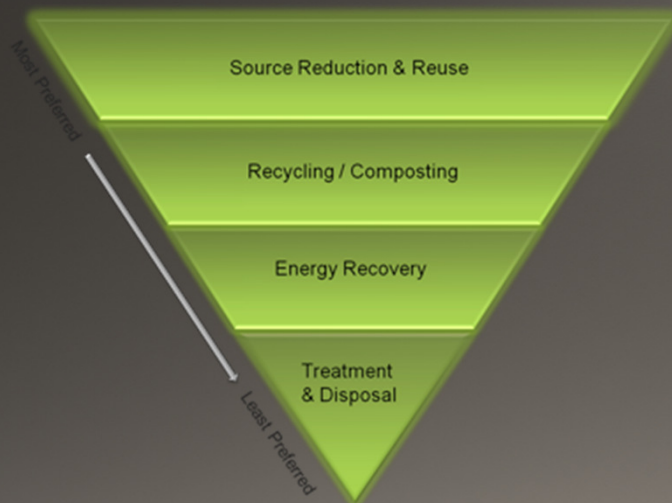 Source Reduction & Reuse
Most Preferred
Recycling / Composting
Energy Recovery
Treatment
& Disposal
Least Preferred